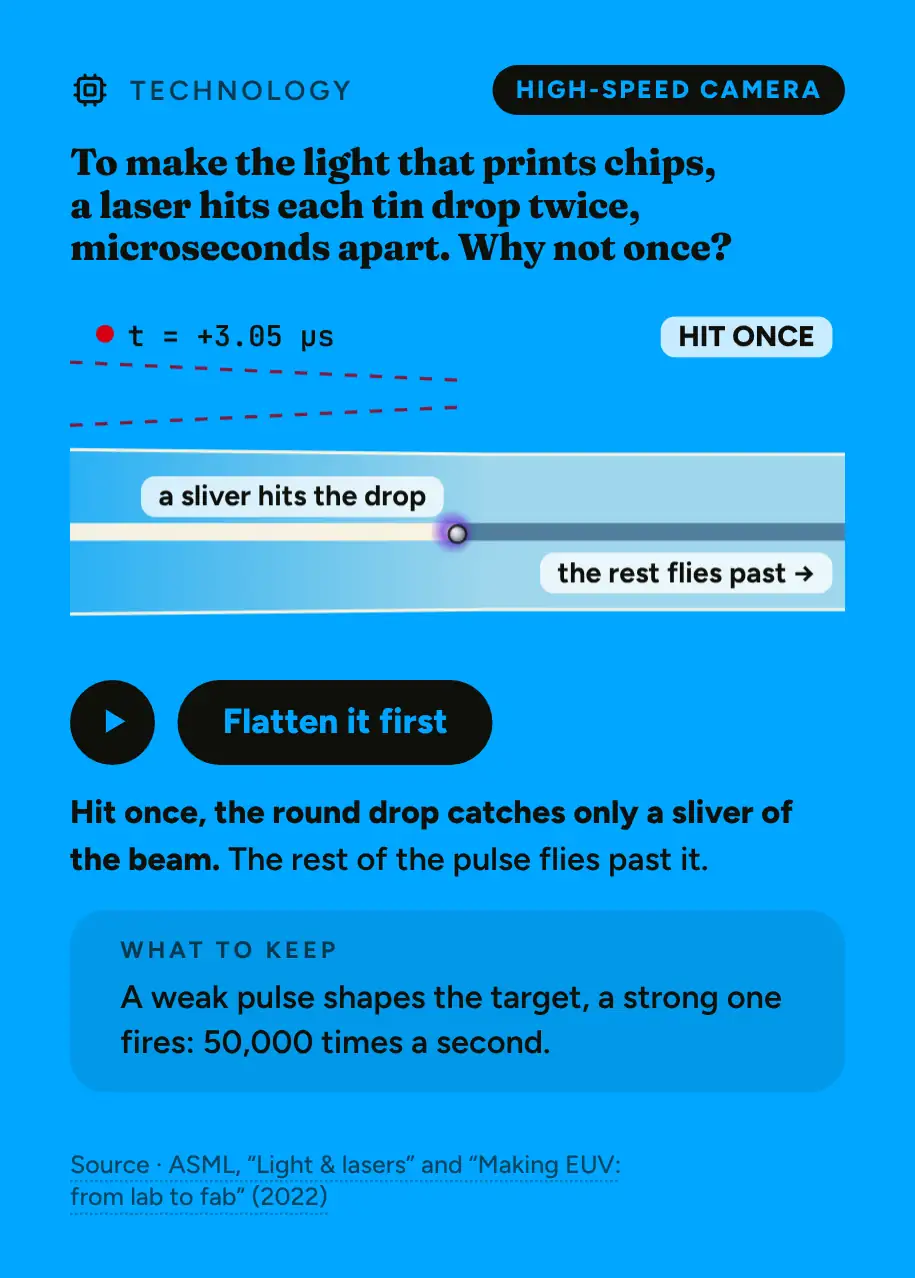 TECHNOLOGY
HIGH-SPEED CAMERA
To make the light that prints chips,
a laser hits each tin drop twice,
microseconds apart. Why not once?
t = +3.05 µs
HIT ONCE
a sliver hits the drop
the rest flies past →
Flatten it first
Hit once, the round drop catches only a sliver of
the beam. The rest of the pulse flies past it.
WHAT TO KEEP
A weak pulse shapes the target, a strong one
fires: 50,000 times a second.
Source · ASML, “Light & lasers” and “Making EUV:
from lab to fab” (2022)